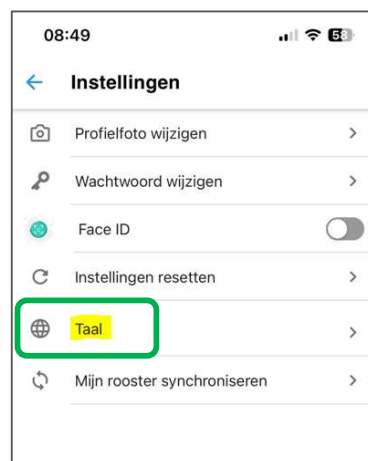 08:49
58
Instellingen
Profielfoto wijzigen
Wachtwoord wijzigen
Face ID
Instellingen resetten
Taal
Mijn rooster synchroniseren